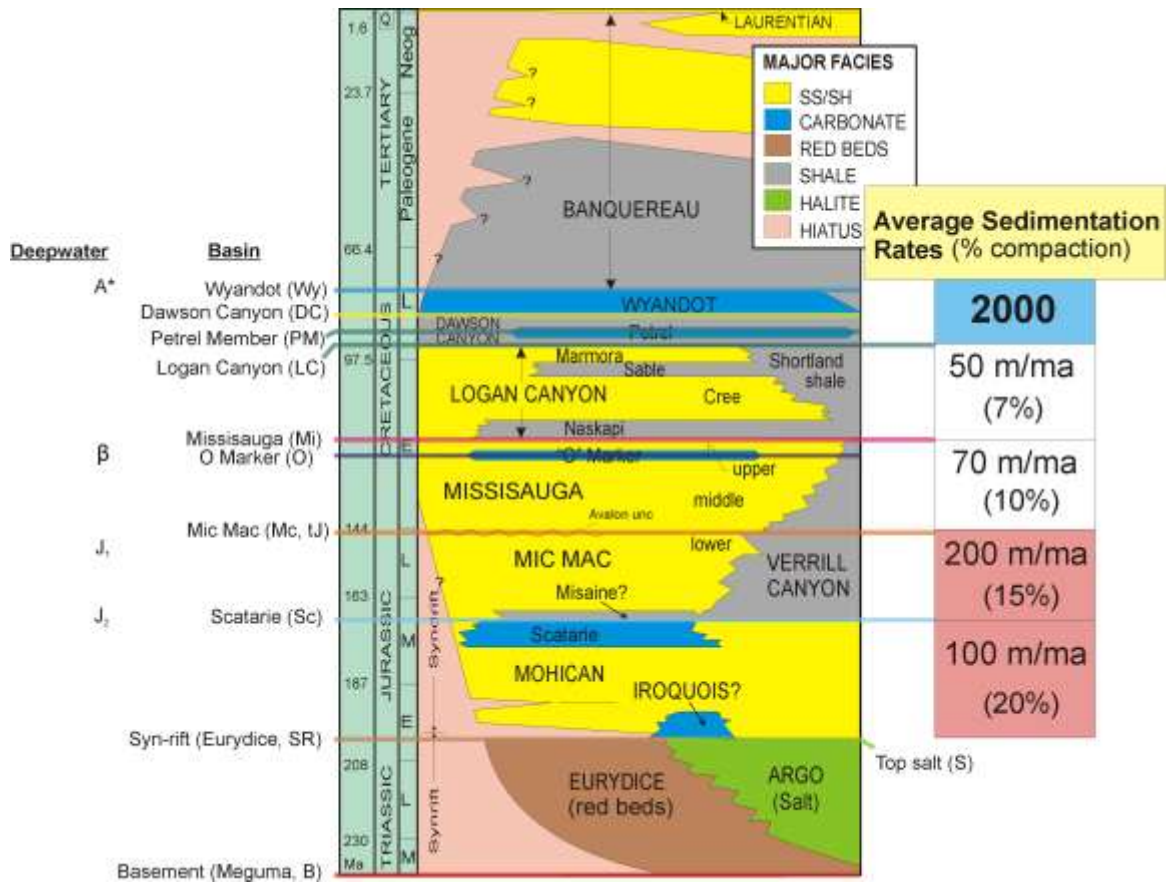 Deepwater
Basin
A*
Wyandot (Wy)
Dawson Canyon (DC)
Petrel Member (PM)
Logan Canyon (LC)
Missisauga (Mi)
β
O Marker (O)
Mic Mac (Mc, tJ)
J₁
J₂
Scatarie (Sc)
Syn-rift (Eurydice, SR)
Basement (Meguma, B)
1.6
23.7
66.4
97.5
144
163
187
208
230
Ma
Q
TERTIARY
CRETACEOUS
JURASSIC
TRIASSIC
Neog
Paleogene
L
E
L
M
E
L
M
Synrift
Synrift
LAURENTIAN
?
?
?
?
?
BANQUEREAU
WYANDOT
DAWSON
CANYON
Petrel
Marmora
Sable
Shortland
shale
LOGAN CANYON
Cree
Naskapi
"O" Marker
upper
MISSISAUGA
middle
Avalon unc
lower
MIC MAC
VERRILL
CANYON
?
Misaine?
Scatarie
MOHICAN
IROQUOIS?
EURYDICE
(red beds)
ARGO
(Salt)
Top salt (S)
MAJOR FACIES
SS/SH
CARBONATE
RED BEDS
SHALE
HALITE
HIATUS
Average Sedimentation
Rates (% compaction)
2000
50 m/ma
(7%)
70 m/ma
(10%)
200 m/ma
(15%)
100 m/ma
(20%)